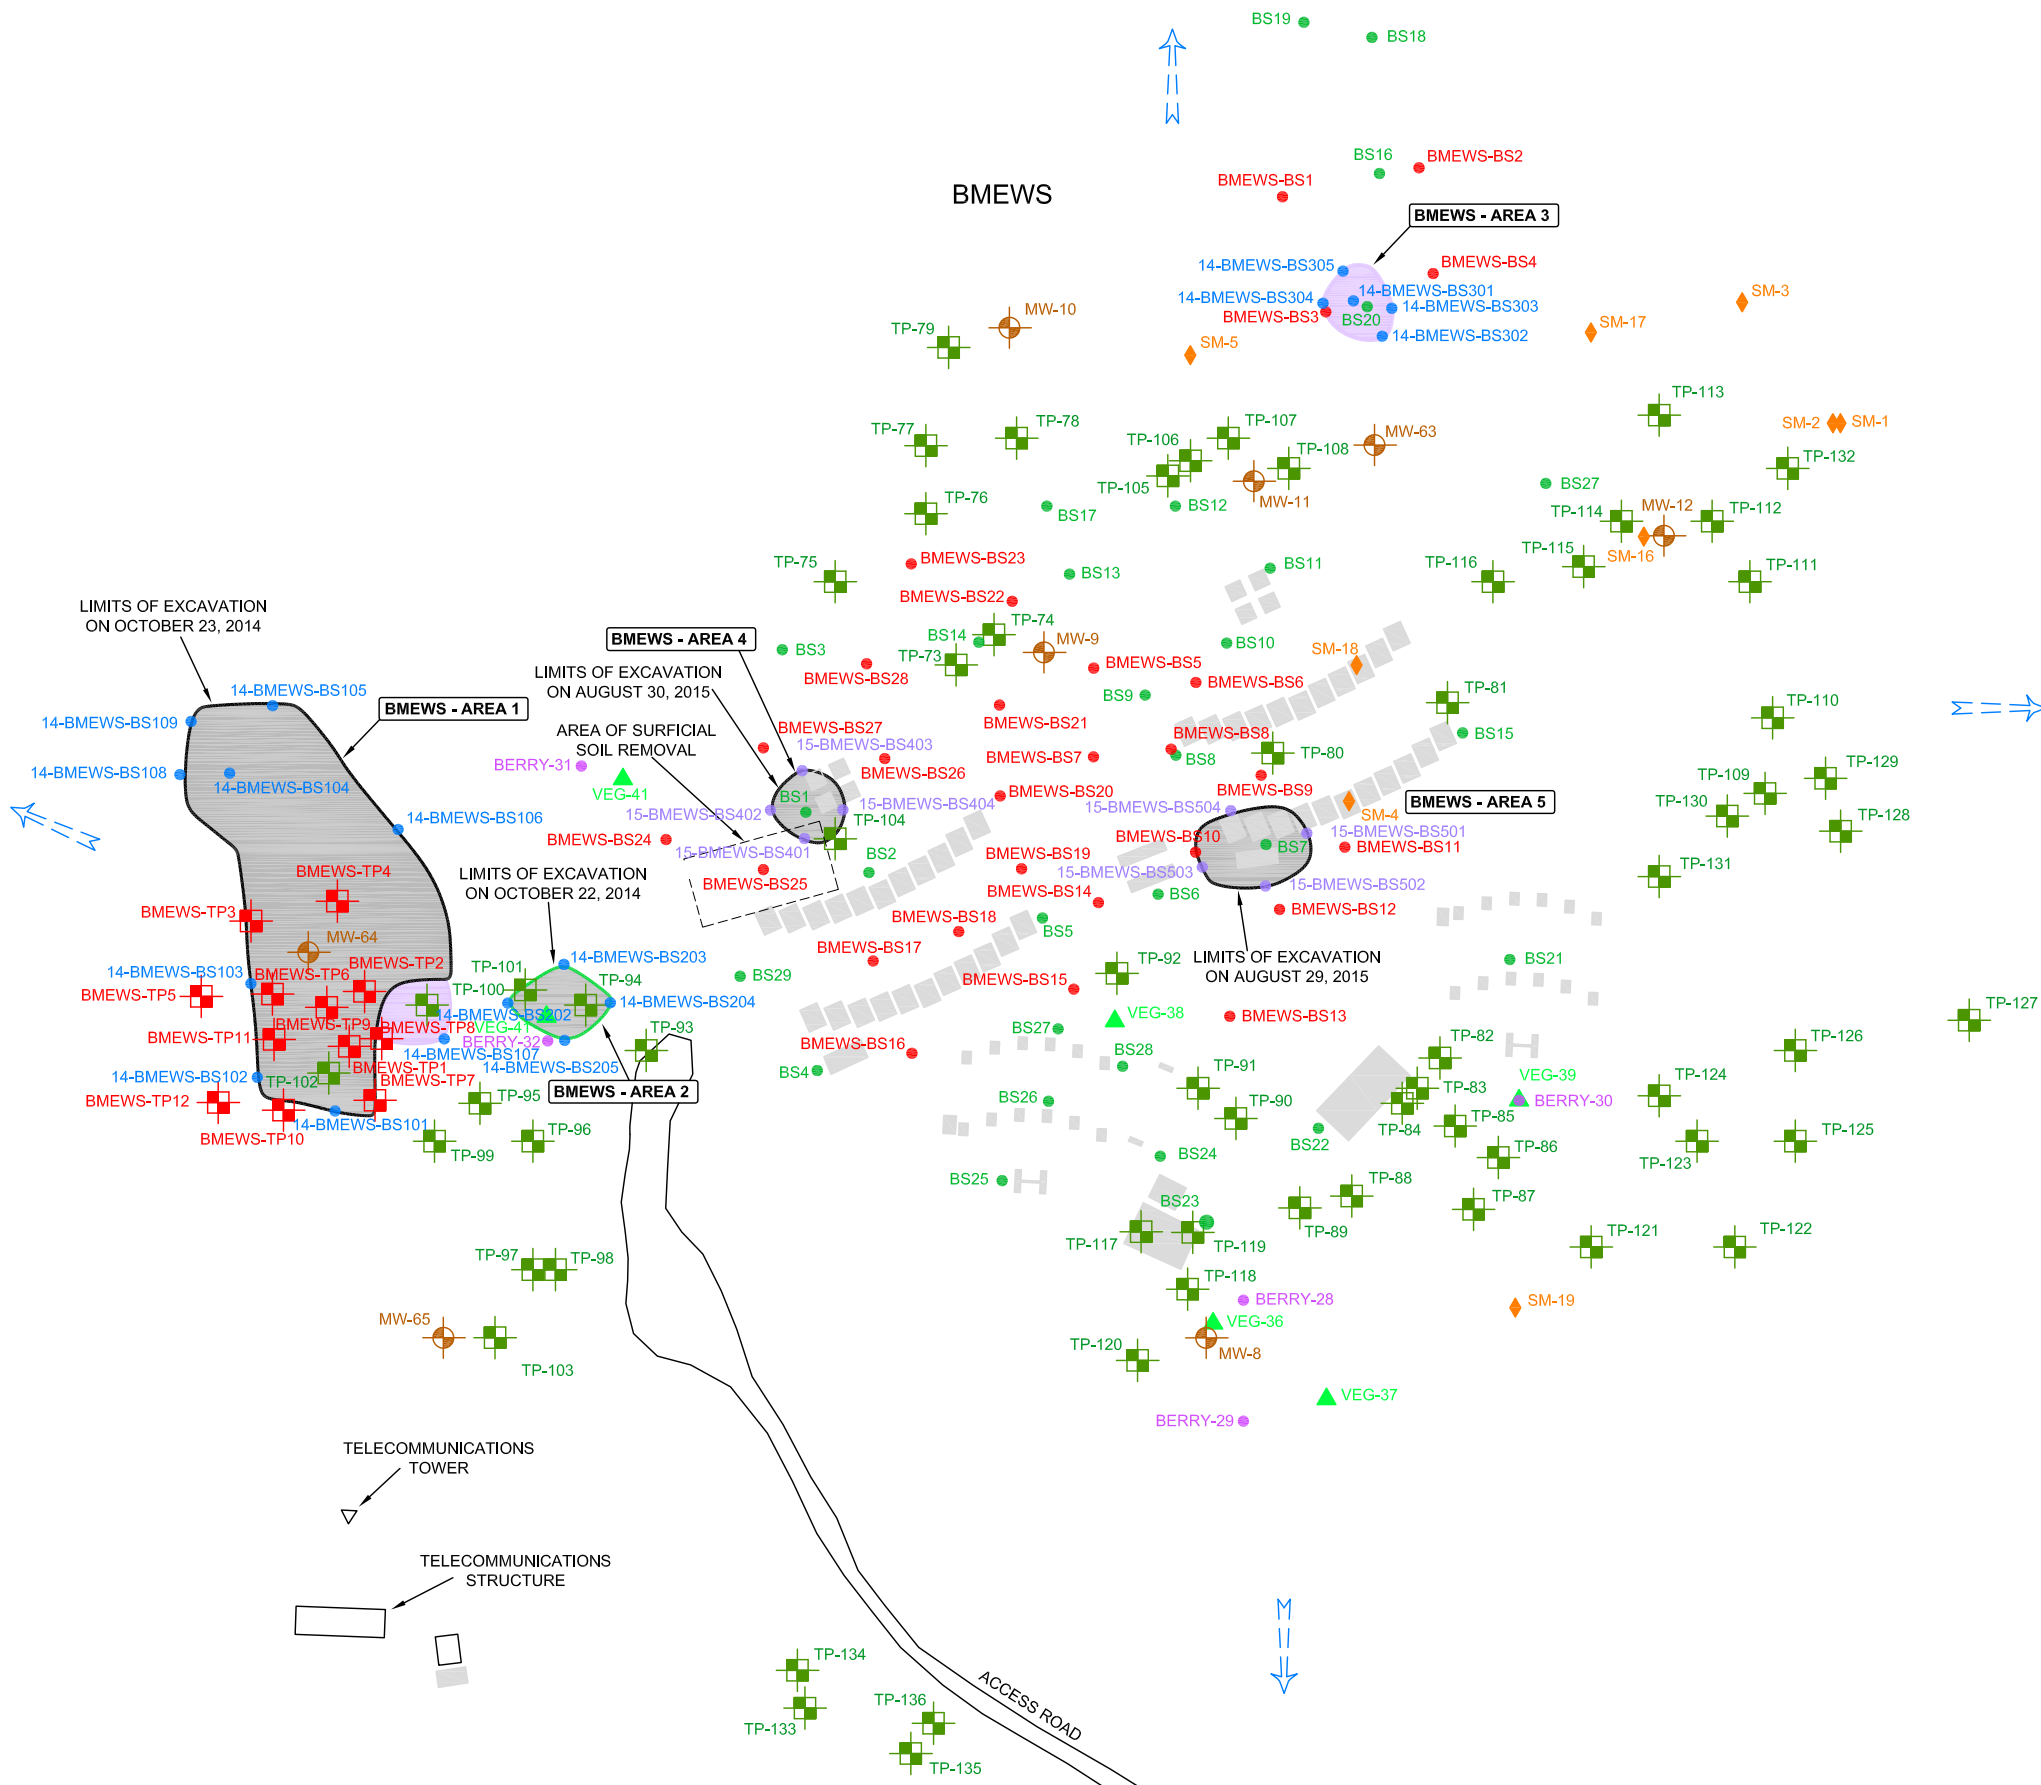 BS19
BS18
BS16
BMEWS-BS2
BMEWS-BS1
BMEWS
BMEWS - AREA 3
14-BMEWS-BS305
BMEWS-BS4
14-BMEWS-BS304
14-BMEWS-BS301
14-BMEWS-BS303
BMEWS-BS3
BS20
14-BMEWS-BS302
SM-3
SM-17
SM-5
MW-10
TP-79
TP-113
SM-2
SM-1
TP-77
TP-78
TP-106
TP-107
MW-63
TP-108
TP-132
TP-105
TP-76
BS17
BS12
MW-11
BS27
TP-114
MW-12
TP-112
TP-115
SM-16
TP-116
TP-111
BMEWS-BS23
TP-75
BS13
BS11
LIMITS OF EXCAVATION
ON OCTOBER 23, 2014
BMEWS-BS22
TP-74
BMEWS - AREA 4
BS14
MW-9
BS10
BS3
TP-73
SM-18
LIMITS OF EXCAVATION
ON AUGUST 30, 2015
BMEWS-BS28
BMEWS-BS5
BMEWS-BS6
BS9
TP-81
14-BMEWS-BS105
BMEWS - AREA 1
14-BMEWS-BS109
AREA OF SURFICIAL
SOIL REMOVAL
BMEWS-BS27
BMEWS-BS21
TP-110
BS15
15-BMEWS-BS403
BMEWS-BS7
BMEWS-BS8
BS8
TP-80
BERRY-31
BMEWS-BS26
14-BMEWS-BS108
14-BMEWS-BS104
VEG-41
BMEWS-BS20
BMEWS-BS9
TP-109
TP-129
BS1
15-BMEWS-BS402
15-BMEWS-BS404
15-BMEWS-BS504
BMEWS - AREA 5
SM-4
TP-130
TP-128
14-BMEWS-BS106
TP-104
BMEWS-BS24
15-BMEWS-BS401
BS2
BMEWS-BS10
BS7
15-BMEWS-BS501
BMEWS-BS11
BMEWS-BS19
15-BMEWS-BS503
TP-131
BMEWS-TP4
LIMITS OF EXCAVATION
ON OCTOBER 22, 2014
BMEWS-BS25
BMEWS-BS14
BS6
15-BMEWS-BS502
BMEWS-TP3
BMEWS-BS18
BS5
BMEWS-BS12
MW-64
BMEWS-BS17
LIMITS OF EXCAVATION
ON AUGUST 29, 2015
BS21
14-BMEWS-BS103
BMEWS-TP6
BMEWS-TP2
TP-101
14-BMEWS-BS203
BS29
TP-92
BMEWS-TP5
TP-100
TP-94
BMEWS-BS15
14-BMEWS-BS204
TP-127
14-BMEWS-BS202
VEG-41
VEG-38
BMEWS-BS13
BMEWS-TP9
BMEWS-TP8
BMEWS-TP11
BERRY-32
TP-93
BS27
TP-82
TP-126
14-BMEWS-BS107
BMEWS-BS16
BMEWS-TP1
14-BMEWS-BS205
BS4
BS28
TP-91
14-BMEWS-BS102
TP-102
BMEWS-TP7
VEG-39
TP-83
TP-124
BMEWS - AREA 2
BMEWS-TP12
TP-95
BS26
TP-90
BERRY-30
14-BMEWS-BS101
BMEWS-TP10
TP-96
TP-84
TP-85
BS22
TP-99
BS24
TP-86
TP-123
TP-125
BS25
TP-88
BS23
TP-87
TP-117
TP-119
TP-89
TP-121
TP-122
TP-97
TP-98
TP-118
BERRY-28
SM-19
MW-65
VEG-36
TP-120
MW-8
TP-103
VEG-37
BERRY-29
TELECOMMUNICATIONS
TOWER
TELECOMMUNICATIONS
STRUCTURE
TP-134
ACCESS ROAD
TP-136
TP-133
TP-135